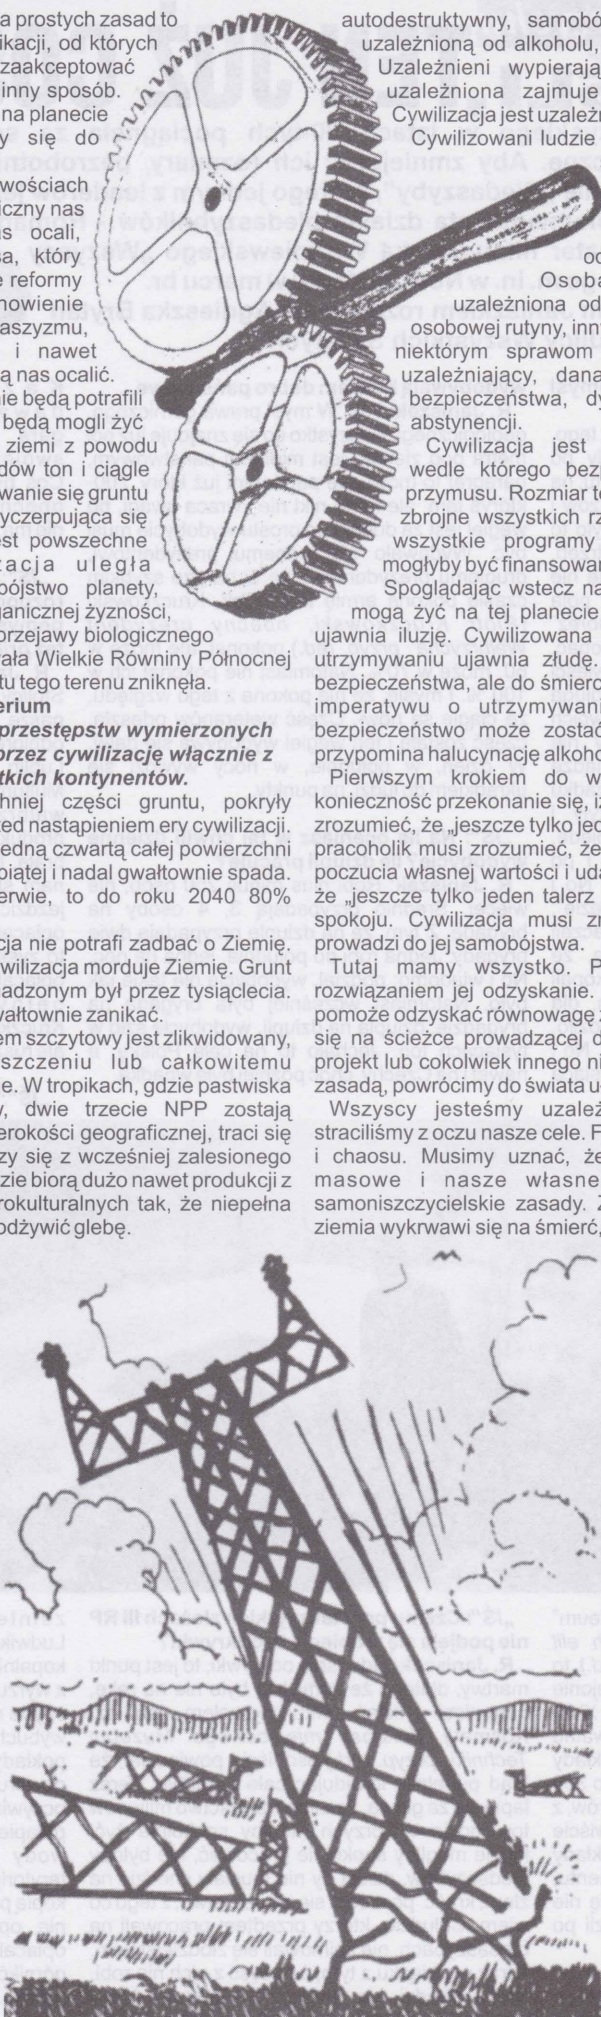 a prostych zasad to
ikacji, od których
zaakceptować
inny sposób.
na planecie
y się do
wościach
iczny nas
s ocali,
sa, który
e reformy
nowienie
aszyzmu,
i nawet
ą nas ocalić.
nie będą potrafili
będą mogli żyć
ziemi z powodu
dów ton i ciągle
wanie się gruntu
yczerpująca się
st powszechne
tacja uległa
bójstwo planety,
hemicznej żyzności,
przejawy biologicznego
ała Wielkie Równiny Północnej
tu tego terenu zniknęła.
erium
przestępstw wymierzonych
przez cywilizację włącznie z
tkich kontynentów.
hniej części gruntu, pokryły
zed nastąpieniem ery cywilizacji.
edną czwartą całej powierzchni
piątej i nadal gwałtownie spada.
erwie, to do roku 2040 80%
cja nie potrafi zadbać o Ziemię.
wilizacja morduje Ziemię. Grunt
adzonym był przez tysiąclecia.
wałtownie zanikać.
em szczytowy jest zlikwidowany,
szczeniu lub całkowitemu
e. W tropikach, gdzie pastwiska
y, dwie trzecie NPP zostają
erokości geograficznej, traci się
zy się z wcześniej zalesionego
dzie biorą dużo nawet produkcji z
rokulturalnych tak, że niepełna
odżywić glebę.
autodestruktywny, samobó
uzależnioną od alkoholu,
Uzależnieni wypierają
uzależniona zajmuje
Cywilizacja jest uzależn
Cywilizowani ludzie
od
Osoba
uzależniona od
osobowej rutyny, inny
niektórym sprawom
uzależniający, dana
bezpieczeństwa, dy
abstynencji.
Cywilizacja jest
wedle którego bezp
przymusu. Rozmiar te
zbrojne wszystkich rz
wszystkie programy
mogłyby być finansowan
Spoglądając wstecz na
mogą żyć na tej planecie
ujawnia iluzję. Cywilizowana
utrzymywaniu ujawnia złudę.
bezpieczeństwa, ale do śmierc
imperatywu o utrzymywani
bezpieczeństwo może zostać
przypomina halucynację alkoho
Pierwszym krokiem do w
konieczność przekonanie się, iż
zrozumieć, że „jeszcze tylko jed
pracoholik musi zrozumieć, że
poczucia własnej wartości i uda
że „jeszcze tylko jeden talerz
spokoju. Cywilizacja musi zr
prowadzi do jej samobójstwa.
Tutaj mamy wszystko. P
rozwiązaniem jej odzyskanie
pomoże odzyskać równowagę ż
się na ścieżce prowadzącej d
projekt lub cokolwiek innego ni
zasadą, powrócimy do świata u
Wszyscy jesteśmy uzależ
straciliśmy z oczu nasze cele. F
i chaosu. Musimy uznać, że
masowe i nasze własne
samoniszczycielskie zasady. Z
ziemia wykrwawi się na śmierć,